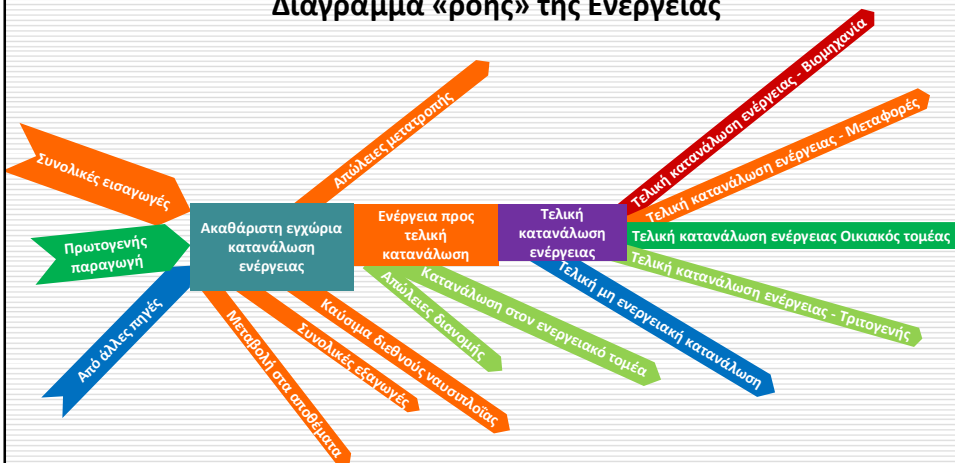 Διάγραμμα «ροής» της Ενέργειας
Τελική κατανάλωση ενέργειας - Βιομηχανία
Τελική κατανάλωση ενέργειας - Μεταφορές
Απώλειες μετατροπής
Συνολικές εισαγωγές
Πρωτογενής
παραγωγή
Από άλλες πηγές
Ακαθάριστη εγχώρια
κατανάλωση
ενέργειας
Ενέργεια προς
τελική
κατανάλωση
Τελική
κατανάλωση
ενέργειας
Τελική κατανάλωση ενέργειας Οικιακός τομέας
Τελική κατανάλωση ενέργειας - Τριτογενής
Τελική μη ενεργειακή κατανάλωση
Κατανάλωση στον ενεργειακό τομέα
Απώλειες διανομής
Καύσιμα διεθνούς ναυσιπλοΐας
Συνολικές εξαγωγές
Μεταβολή στα αποθέματα